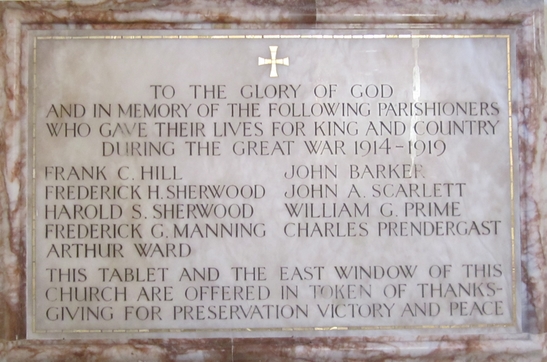 TO THE GLORY OF GOD
AND IN MEMORY OF THE FOLLOWING PARISHIONERS
WHO GAVE THEIR LIVES FOR KING AND COUNTRY
DURING THE GREAT WAR 1914-1919
FRANK C. HILL JOHN BARKER
FREDERICK H. SHERWOOD JOHN A. SCARLETT
HAROLD S. SHERWOOD WILLIAM G. PRIME
FREDERICK G. MANNING CHARLES PRENDERGAST
ARTHUR WARD
THIS TABLET AND THE EAST WINDOW OF THIS
CHURCH ARE OFFERED IN TOKEN OF THANKS-
GIVING FOR PRESERVATION VICTORY AND PEACE